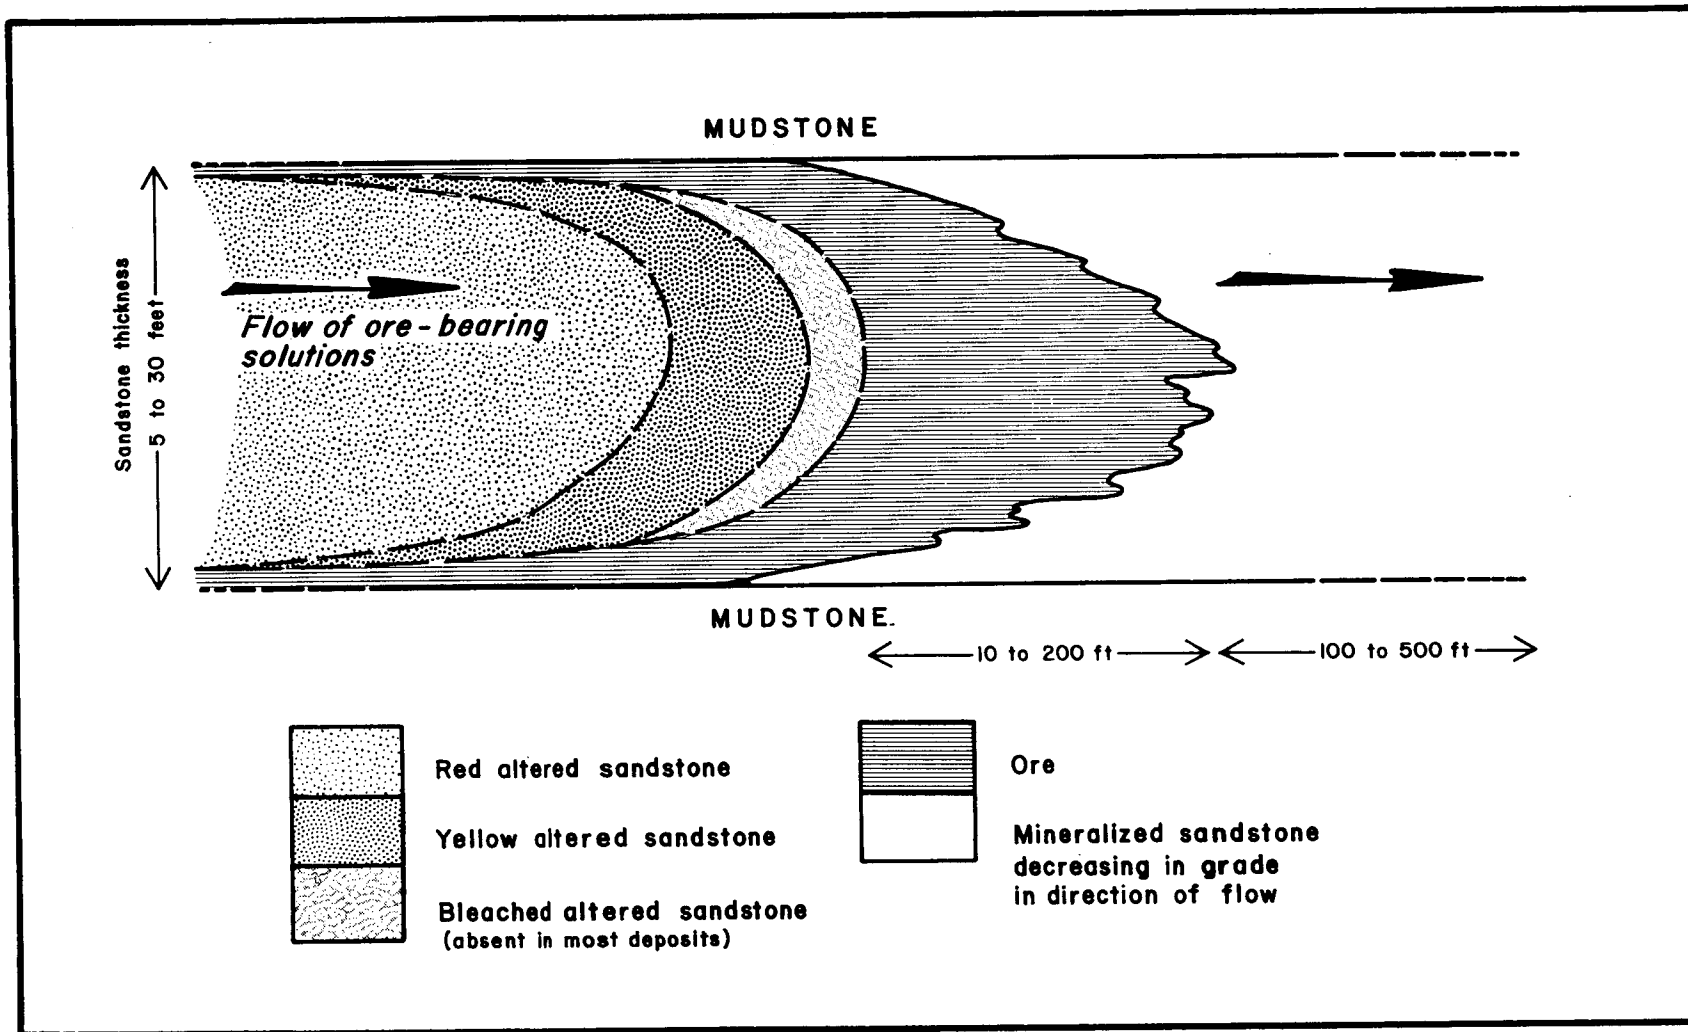 MUDSTONE
Sandstone thickness
5 to 30 feet
Flow of ore-bearing
solutions
MUDSTONE.
10 to 200 ft
100 to 500 ft
Red altered sandstone
Yellow altered sandstone
Bleached altered sandstone
(absent in most deposits)
Ore
Mineralized sandstone
decreasing in grade
in direction of flow